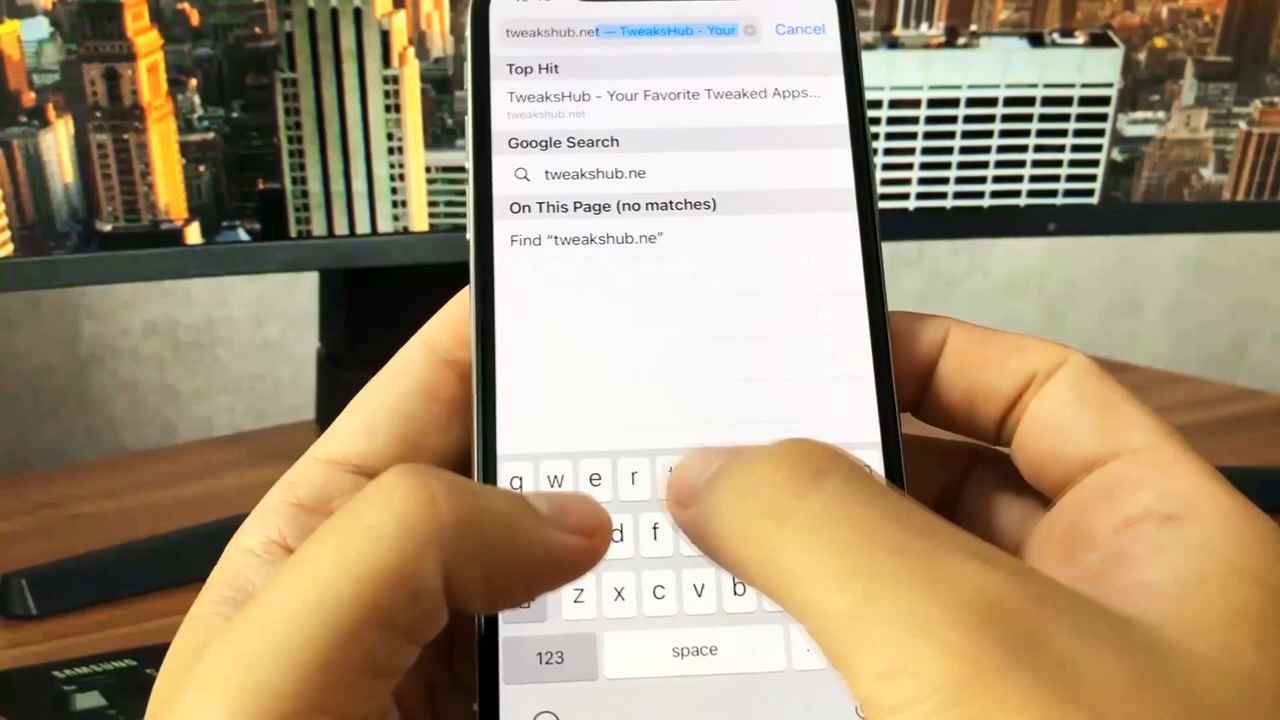 tweakshub.net — TweaksHub - Your
Cancel
Top Hit
TweaksHub - Your Favorite Tweaked Apps...
tweakshub.net
Google Search
tweakshub.ne
On This Page (no matches)
Find “tweakshub.ne”
q w e r
d f
z x c v b
123 space .
SAMSUNG